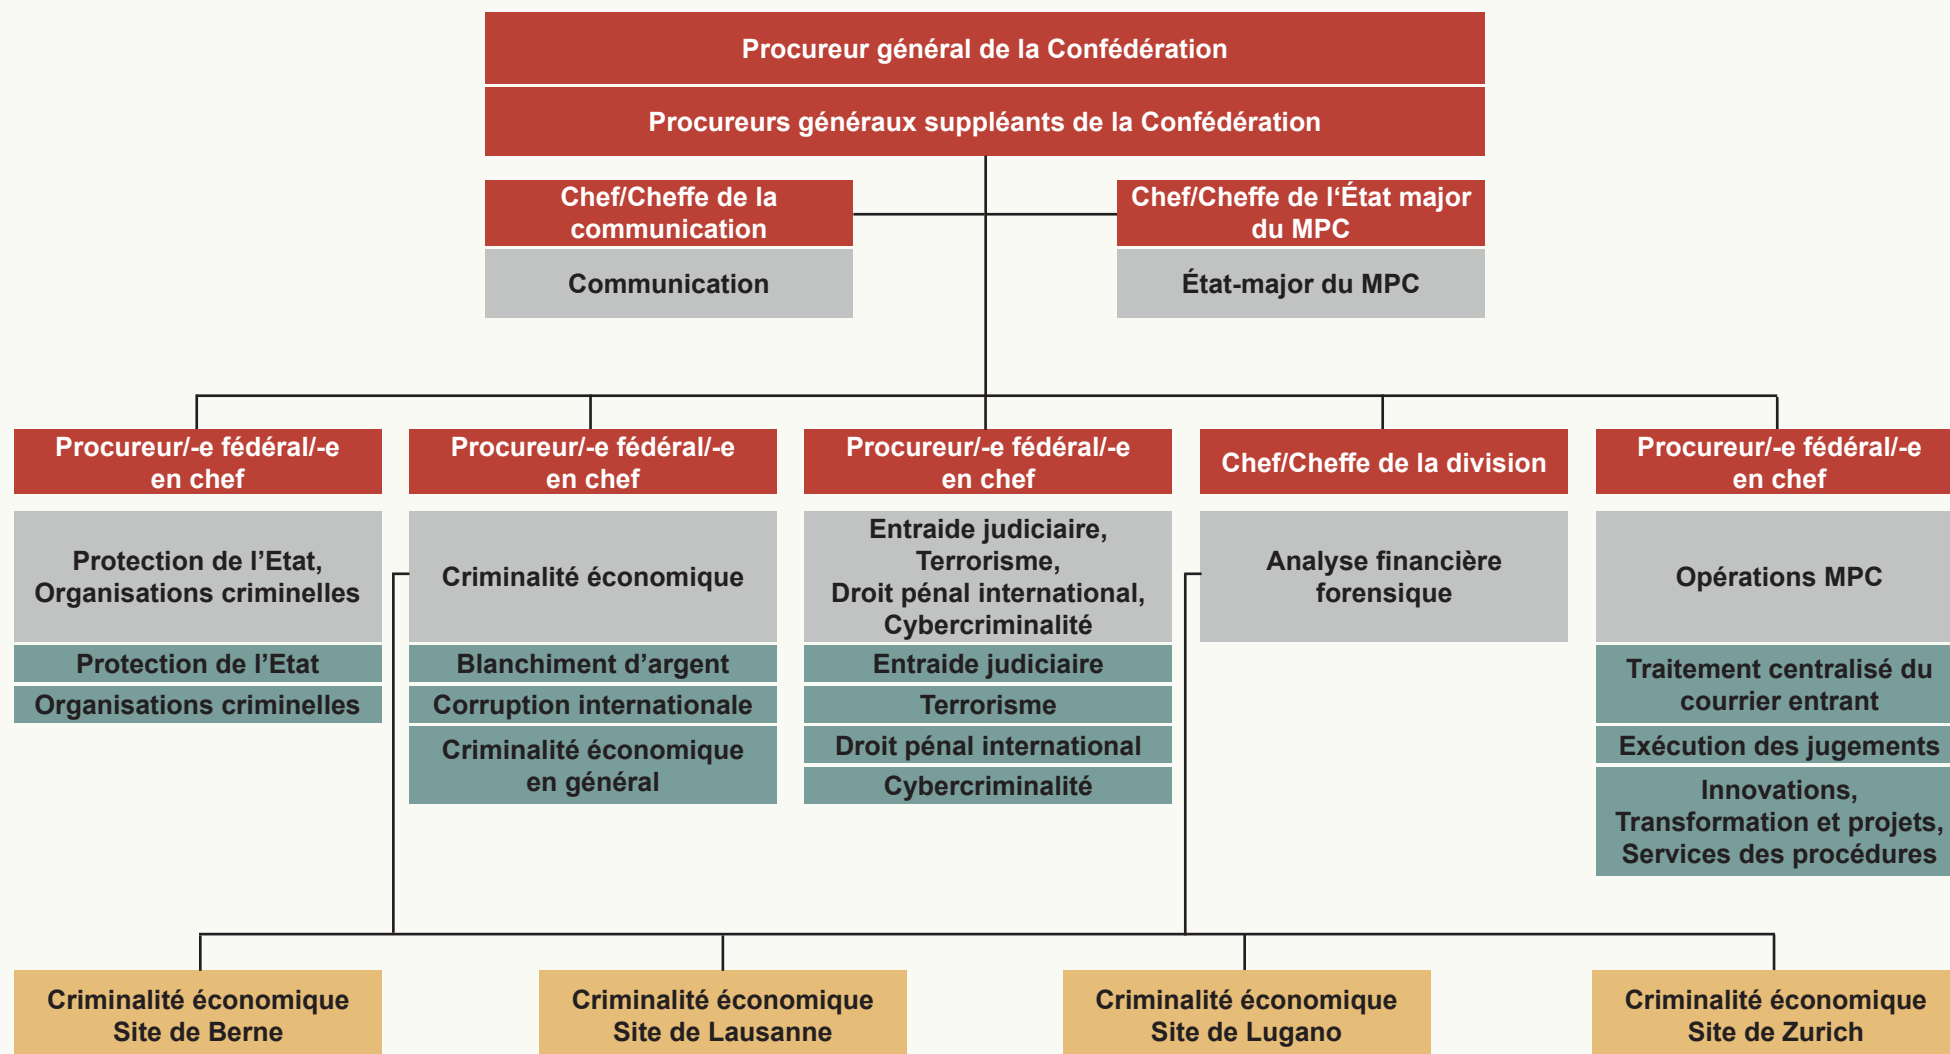 Procureur général de la Confédération
Procureurs généraux suppléants de la Confédération
Chef/Cheffe de la
communication
Communication
Chef/Cheffe de l‘État major
du MPC
État-major du MPC
Procureur/-e fédéral/-e
en chef
Protection de l’Etat,
Organisations criminelles
Protection de l’Etat
Organisations criminelles
Procureur/-e fédéral/-e
en chef
Criminalité économique
Blanchiment d’argent
Corruption internationale
Criminalité économique
en général
Procureur/-e fédéral/-e
en chef
Entraide judiciaire,
Terrorisme,
Droit pénal international,
Cybercriminalité
Entraide judiciaire
Terrorisme
Droit pénal international
Cybercriminalité
Chef/Cheffe de la division
Analyse financière
forensique
Procureur/-e fédéral/-e
en chef
Opérations MPC
Traitement centralisé du
courrier entrant
Exécution des jugements
Innovations,
Transformation et projets,
Services des procédures
Criminalité économique
Site de Berne
Criminalité économique
Site de Lausanne
Criminalité économique
Site de Lugano
Criminalité économique
Site de Zurich